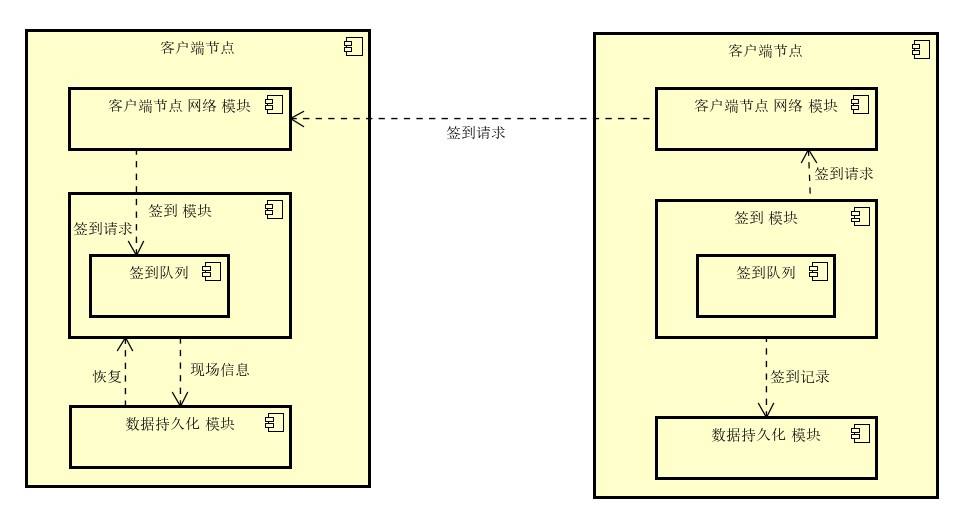 客户端节点
客户端节点 网络 模块
签到 模块
签到请求
签到队列
恢复
现场信息
数据持久化 模块
签到请求
客户端节点
客户端节点 网络 模块
签到请求
签到 模块
签到队列
签到记录
数据持久化 模块